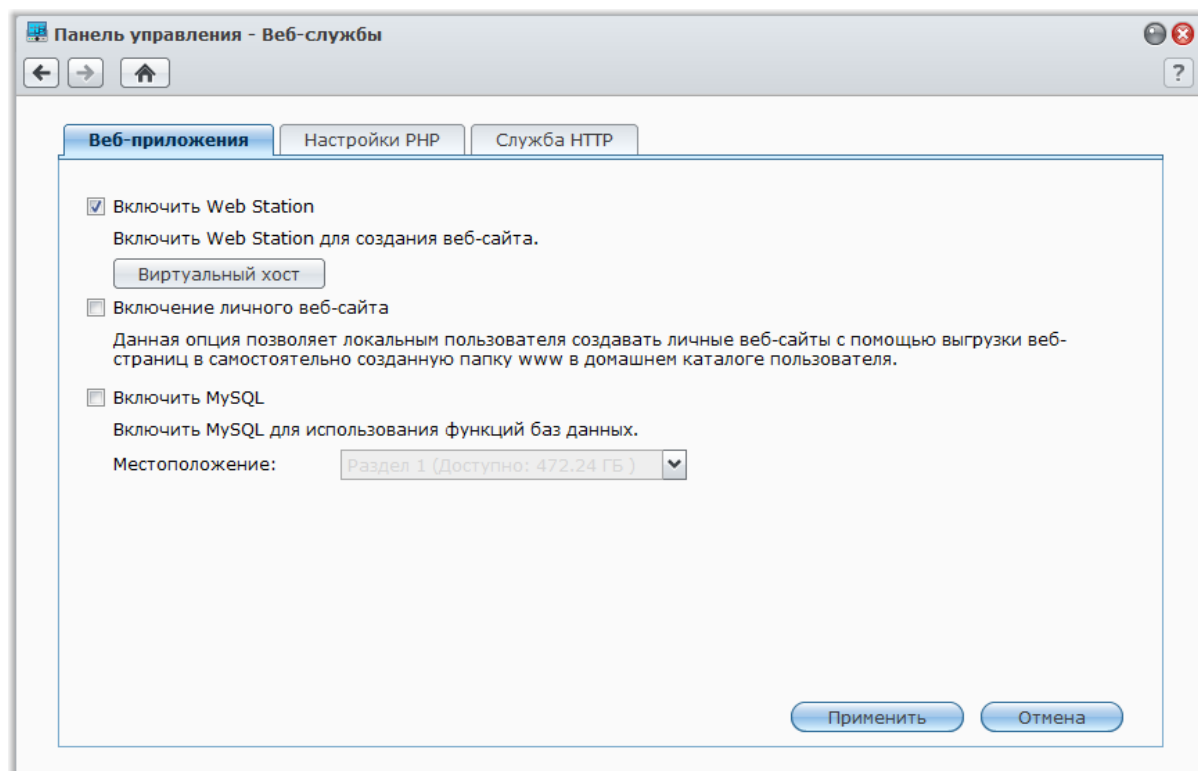 Панель управления - Веб-службы
?
Веб-приложения Настройки PHP Служба HTTP
Включить Web Station
Включить Web Station для создания веб-сайта.
Виртуальный хост
Включение личного веб-сайта
Данная опция позволяет локальным пользователя создавать личные веб-сайты с помощью выгрузки веб-
страниц в самостоятельно созданную папку www в домашнем каталоге пользователя.
Включить MySQL
Включить MySQL для использования функций баз данных.
Местоположение: Раздел 1 (Доступно: 472.24 ГБ )
Применить Отмена